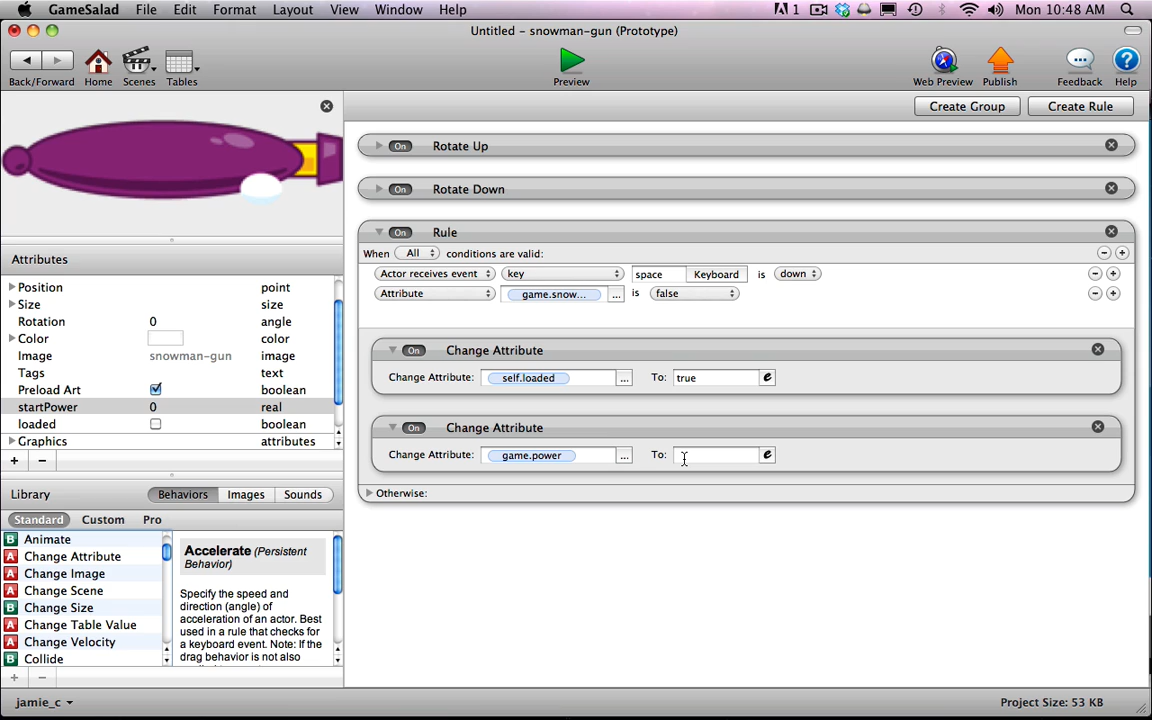 GameSalad File Edit Format Layout View Window Help 1 Mon 10:48 AM
Untitled – snowman-gun (Prototype)
Back/Forward Home Scenes Tables Preview Web Preview Publish Feedback Help
Create Group Create Rule
On Rotate Up
On Rotate Down
On Rule
When All conditions are valid:
Actor receives event key space Keyboard is down
Attribute game.snow... ... is false
On Change Attribute
Change Attribute: self.loaded ... To: true e
On Change Attribute
Change Attribute: game.power ... To: e
Otherwise:
Attributes
Position point
Size size
Rotation 0 angle
Color color
Image snowman-gun image
Tags text
Preload Art boolean
startPower 0 real
loaded boolean
Graphics attributes
Library Behaviors Images Sounds
Standard Custom Pro
B Animate
A Change Attribute
A Change Image
A Change Scene
B Change Size
A Change Table Value
A Change Velocity
B Collide
Accelerate (Persistent
Behavior)
Specify the speed and
direction (angle) of
acceleration of an actor. Best
used in a rule that checks for
a keyboard event. Note: If the
drag behavior is not also
jamie_c Project Size: 53 KB